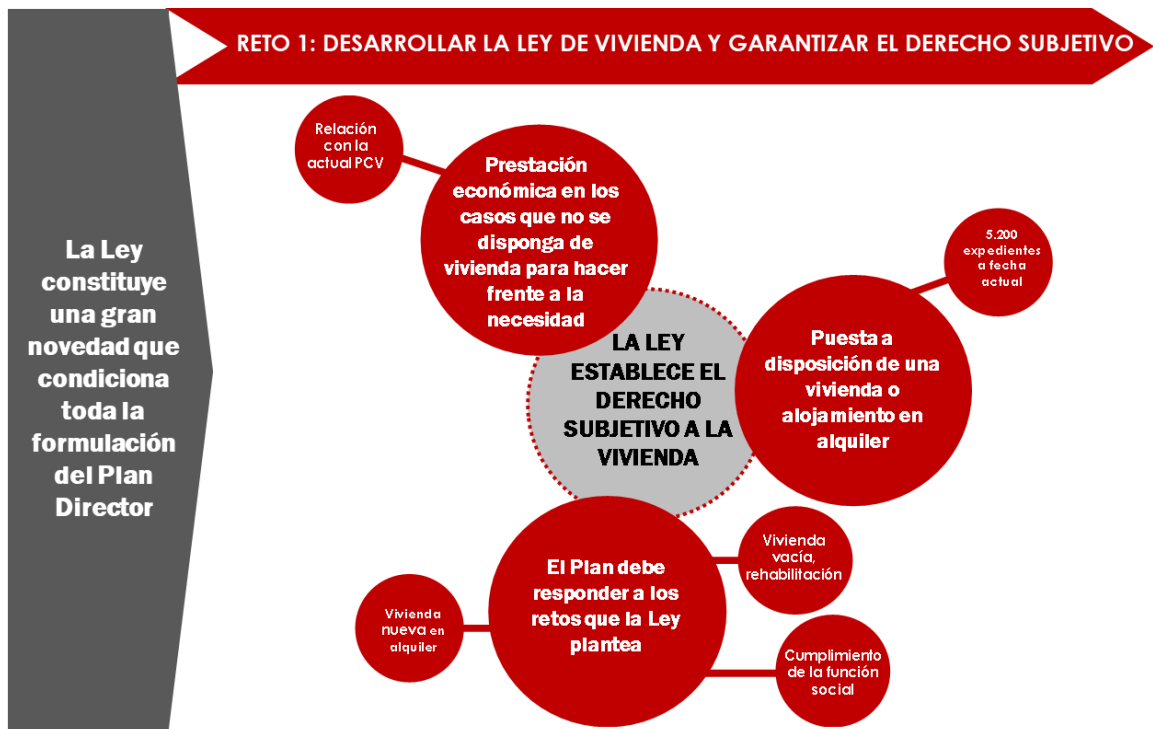 RETO 1: DESARROLLAR LA LEY DE VIVIENDA Y GARANTIZAR EL DERECHO SUBJETIVO
La Ley
constituye
una gran
novedad que
condiciona
toda la
formulación
del Plan
Director
Relación
con la
actual PCV
Prestación
económica en los
casos que no se
disponga de
vivienda para hacer
frente a la
necesidad
5.200
expedientes
a fecha
actual
Puesta a
disposición de una
vivienda o
alojamiento en
alquiler
LA LEY
ESTABLECE EL
DERECHO
SUBJETIVO A LA
VIVIENDA
El Plan debe
responder a los
retos que la Ley
plantea
Vivienda
vacía,
rehabilitación
Vivienda
nueva en
alquiler
Cumplimiento
de la función
social